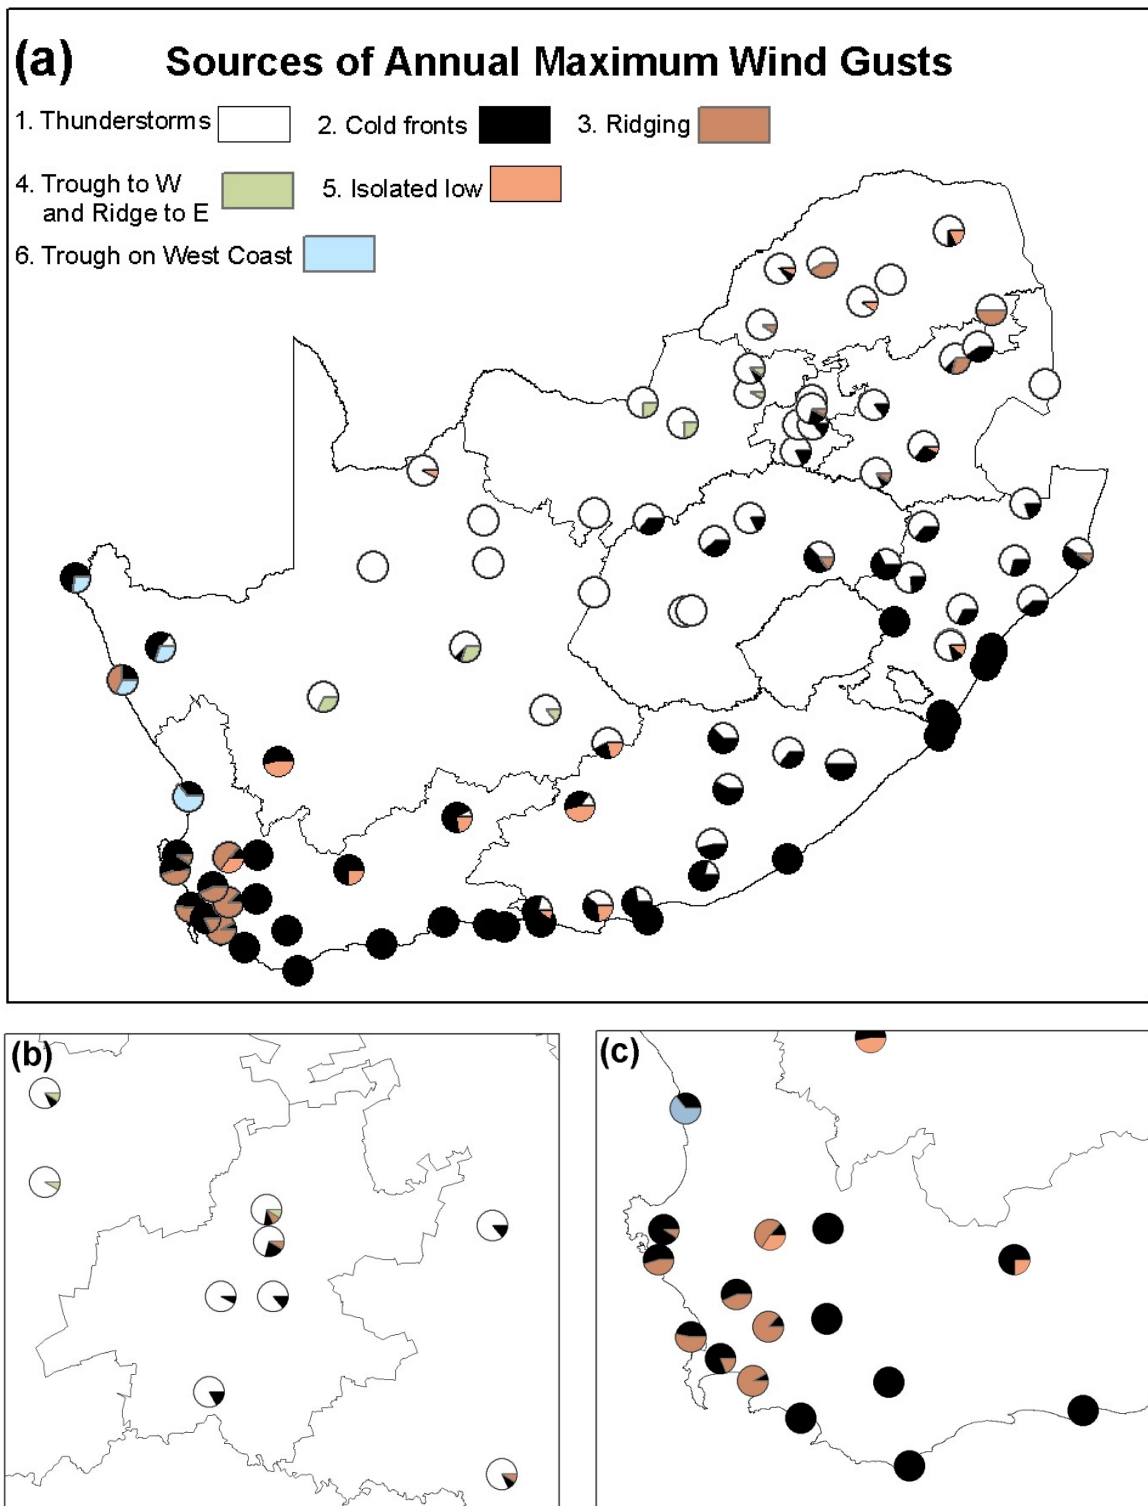 (a) Sources of Annual Maximum Wind Gusts
1. Thunderstorms 2. Cold fronts 3. Ridging
4. Trough to W 5. Isolated low
and Ridge to E
6. Trough on West Coast
(b) (c)